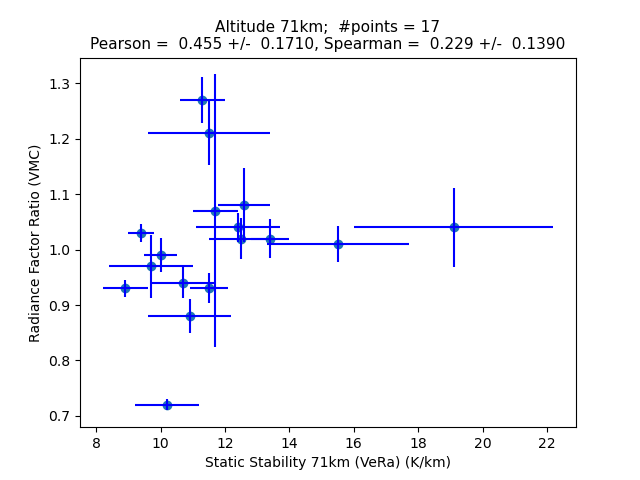 Altitude 71km;  #points = 17
Pearson =  0.455 +/-  0.1710, Spearman =  0.229 +/-  0.1390
1.3
1.2
1.1
1.0
0.9
0.8
0.7
Radiance Factor Ratio (VMC)
8 10 12 14 16 18 20 22
Static Stability 71km (VeRa) (K/km)